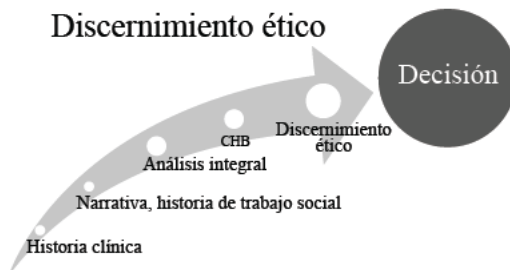 Discernimiento ético
Decisión
Discernimiento
ético
CHB
Análisis integral
Narrativa, historia de trabajo social
Historia clínica